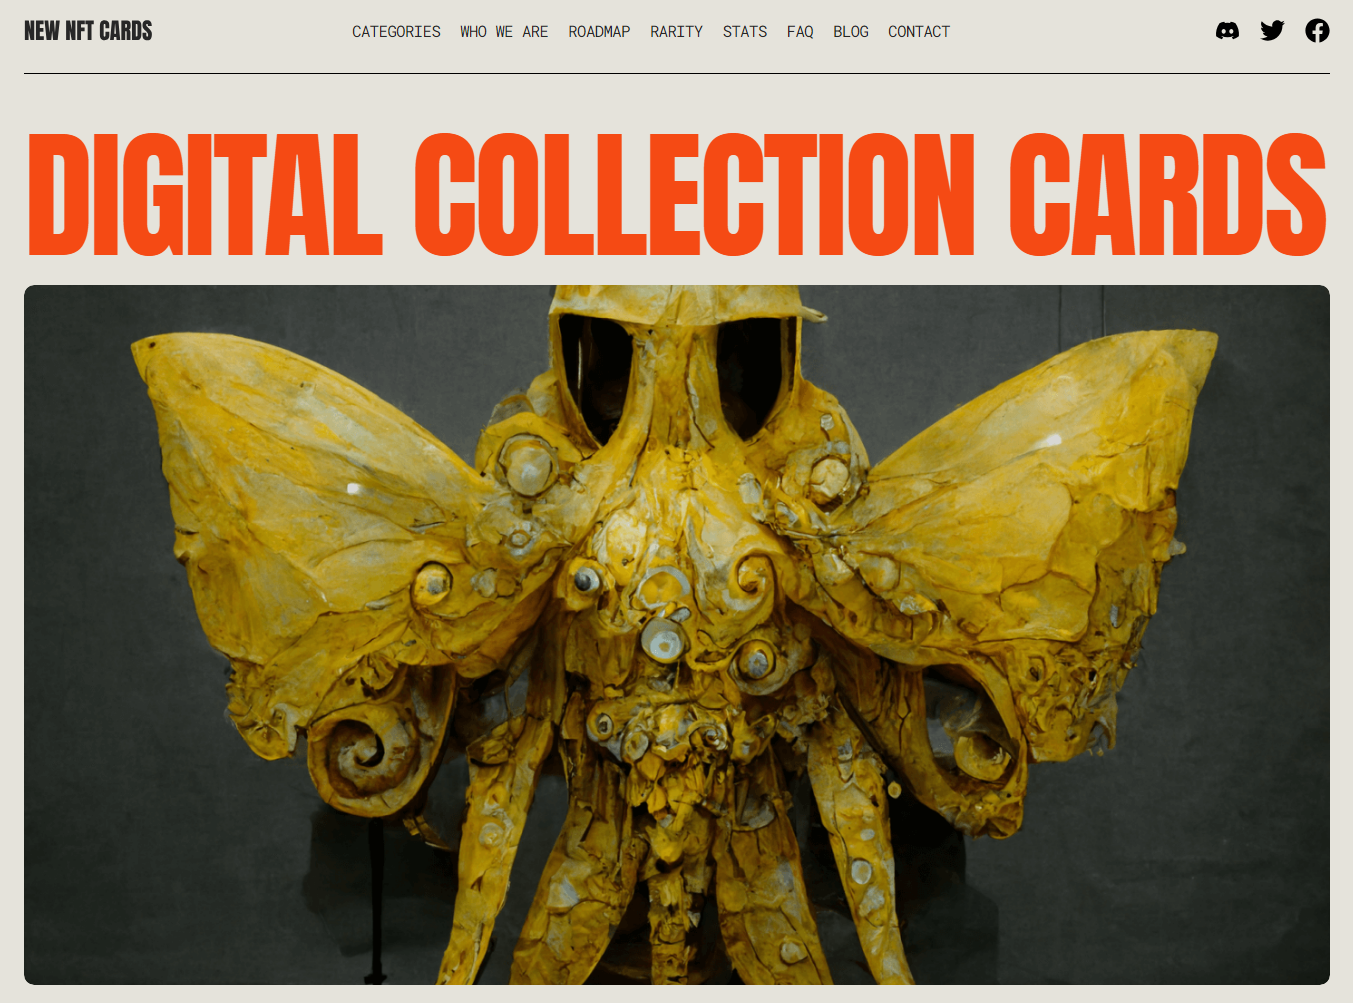 NEW NFT CARDS
CATEGORIES WHO WE ARE ROADMAP RARITY STATS FAQ BLOG CONTACT
DIGITAL COLLECTION CARDS